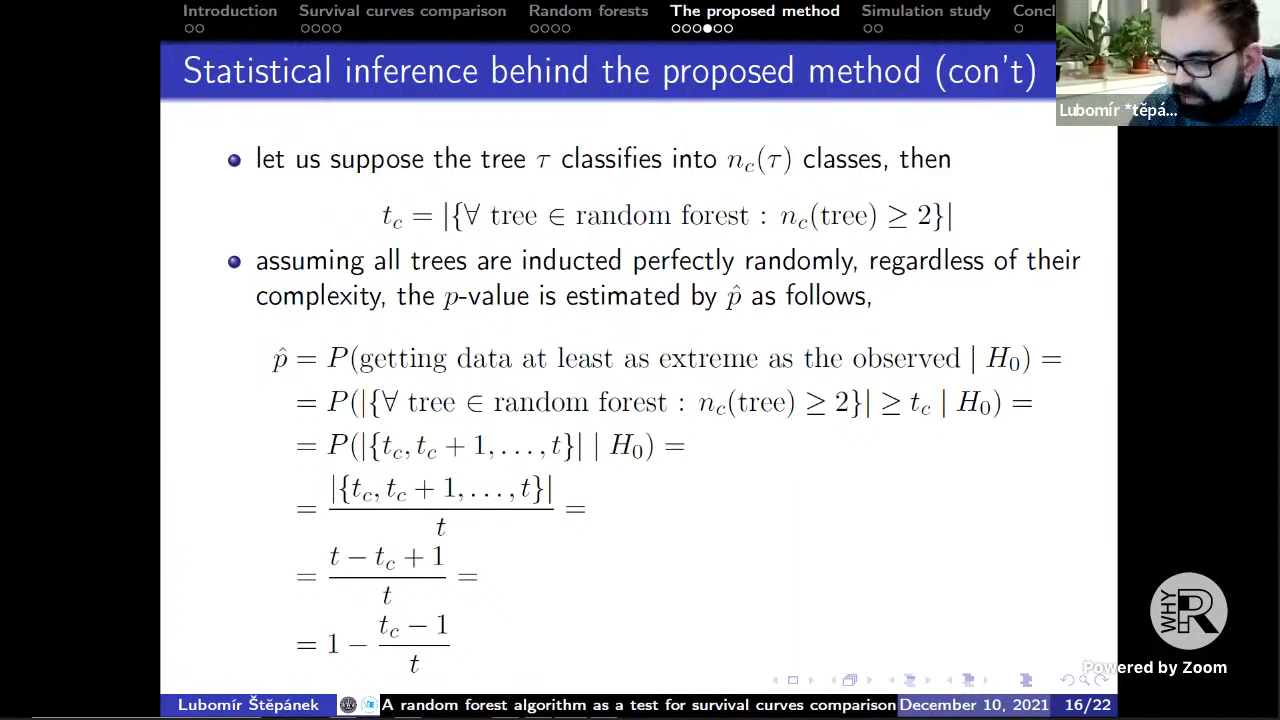 Introduction Survival curves comparison Random forests The proposed method Simulation study Concl
Statistical inference behind the proposed method (con't)
Lubomír *těpá...
let us suppose the tree τ classifies into n_c(τ) classes, then
t_c = |{∀ tree ∈ random forest : n_c(tree) ≥ 2}|
assuming all trees are inducted perfectly randomly, regardless of their
complexity, the p-value is estimated by p̂ as follows,
p̂ = P(getting data at least as extreme as the observed | H_0) =
= P(|{∀ tree ∈ random forest : n_c(tree) ≥ 2}| ≥ t_c | H_0) =
= P(|{t_c, t_c + 1, . . . , t}| | H_0) =
= |{t_c, t_c + 1, . . . , t}| / t =
= (t − t_c + 1) / t =
= 1 − (t_c − 1) / t
WHY R
Powered by Zoom
Lubomír Štěpánek A random forest algorithm as a test for survival curves comparison December 10, 2021 16/22